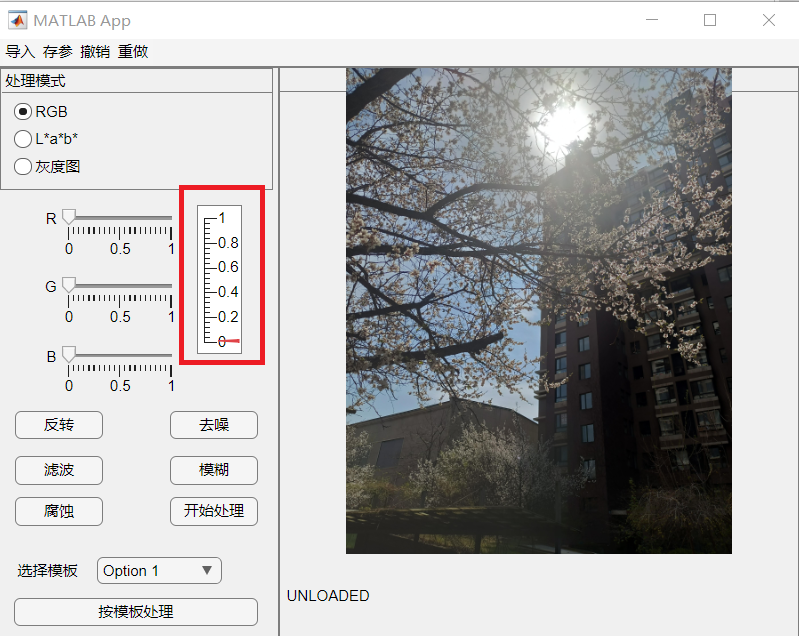 MATLAB App
导入 存参 撤销 重做
处理模式
RGB
L*a*b*
灰度图
R
0 0.5 1
G
0 0.5 1
B
0 0.5 1
1
0.8
0.6
0.4
0.2
0
反转 去噪
滤波 模糊
腐蚀 开始处理
选择模板 Option 1
按模板处理
UNLOADED